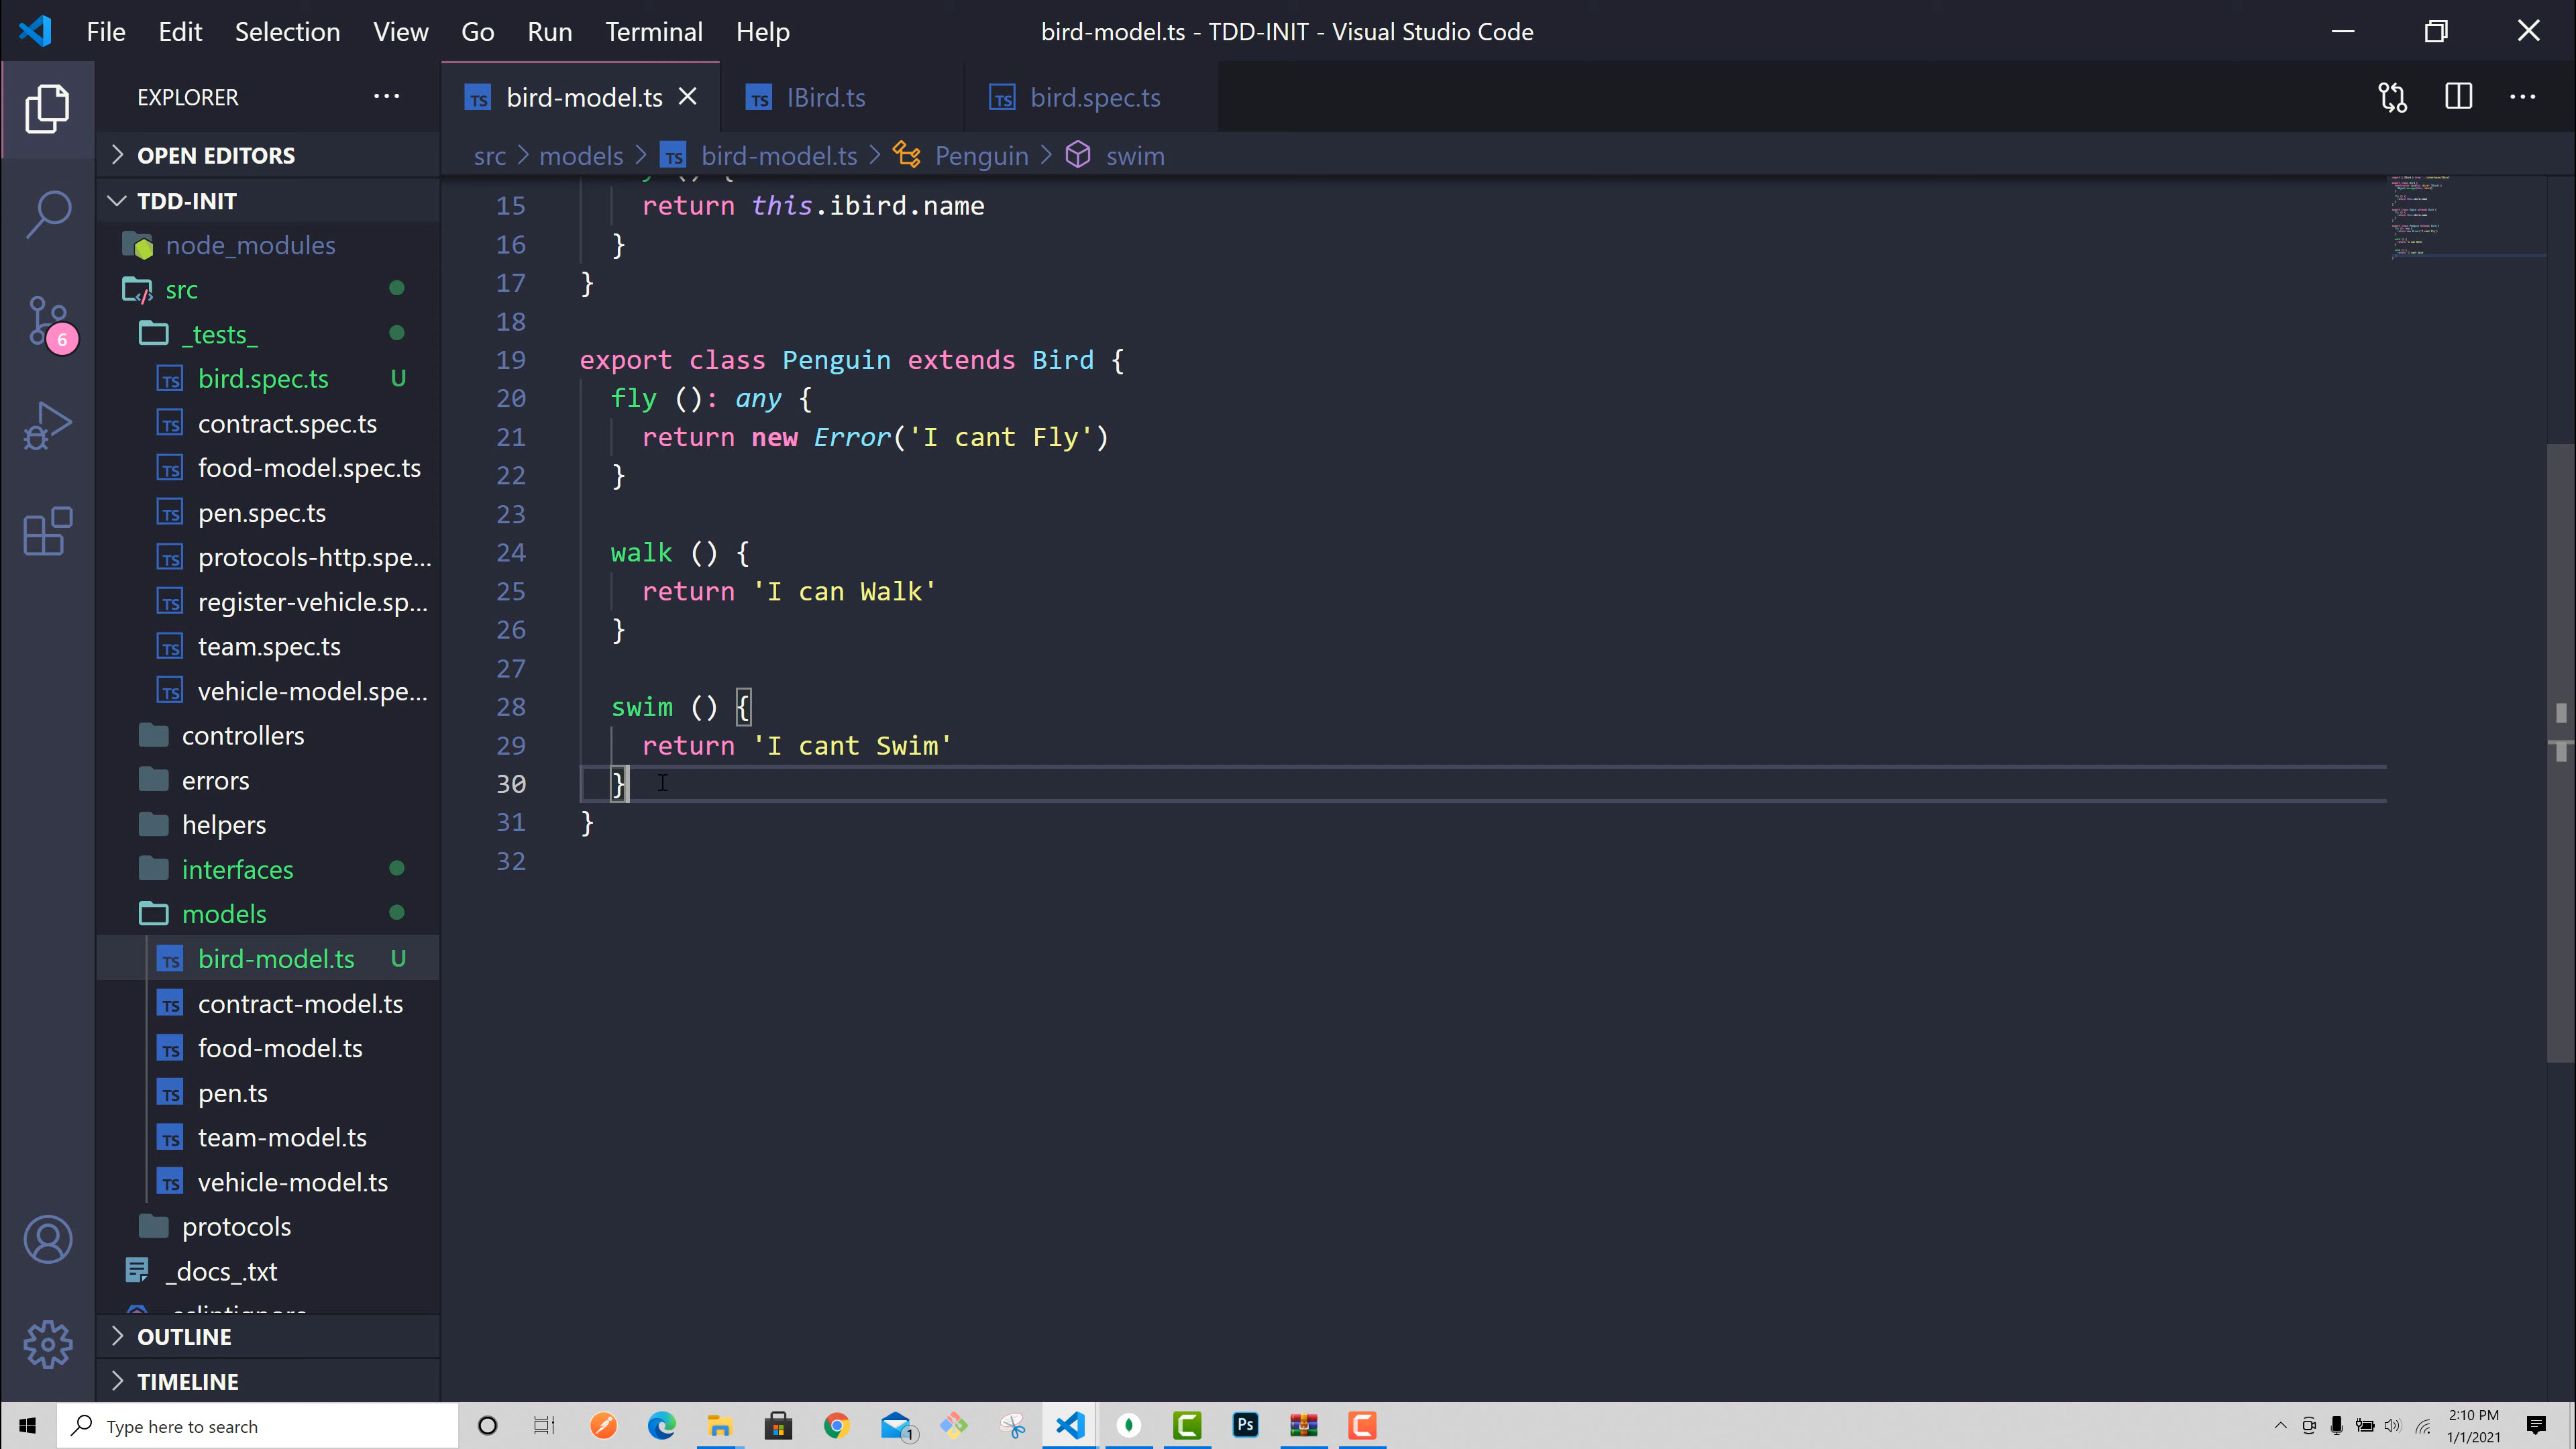 File Edit Selection View Go Run Terminal Help
bird-model.ts - TDD-INIT - Visual Studio Code
EXPLORER
bird-model.ts
IBird.ts
bird.spec.ts
OPEN EDITORS
src > models > TS bird-model.ts > Penguin > swim
TDD-INIT
node_modules
src
_tests_
bird.spec.ts U
contract.spec.ts
food-model.spec.ts
pen.spec.ts
protocols-http.spe...
register-vehicle.sp...
team.spec.ts
vehicle-model.spe...
controllers
errors
helpers
interfaces
models
bird-model.ts U
contract-model.ts
food-model.ts
pen.ts
team-model.ts
vehicle-model.ts
protocols
_docs_.txt
OUTLINE
TIMELINE
6
15 return this.ibird.name
16 }
17 }
18
19 export class Penguin extends Bird {
20 fly (): any {
21 return new Error('I cant Fly')
22 }
23
24 walk () {
25 return 'I can Walk'
26 }
27
28 swim () {
29 return 'I cant Swim'
30 }
31 }
32
Type here to search
1
Ps
2:10 PM
1/1/2021